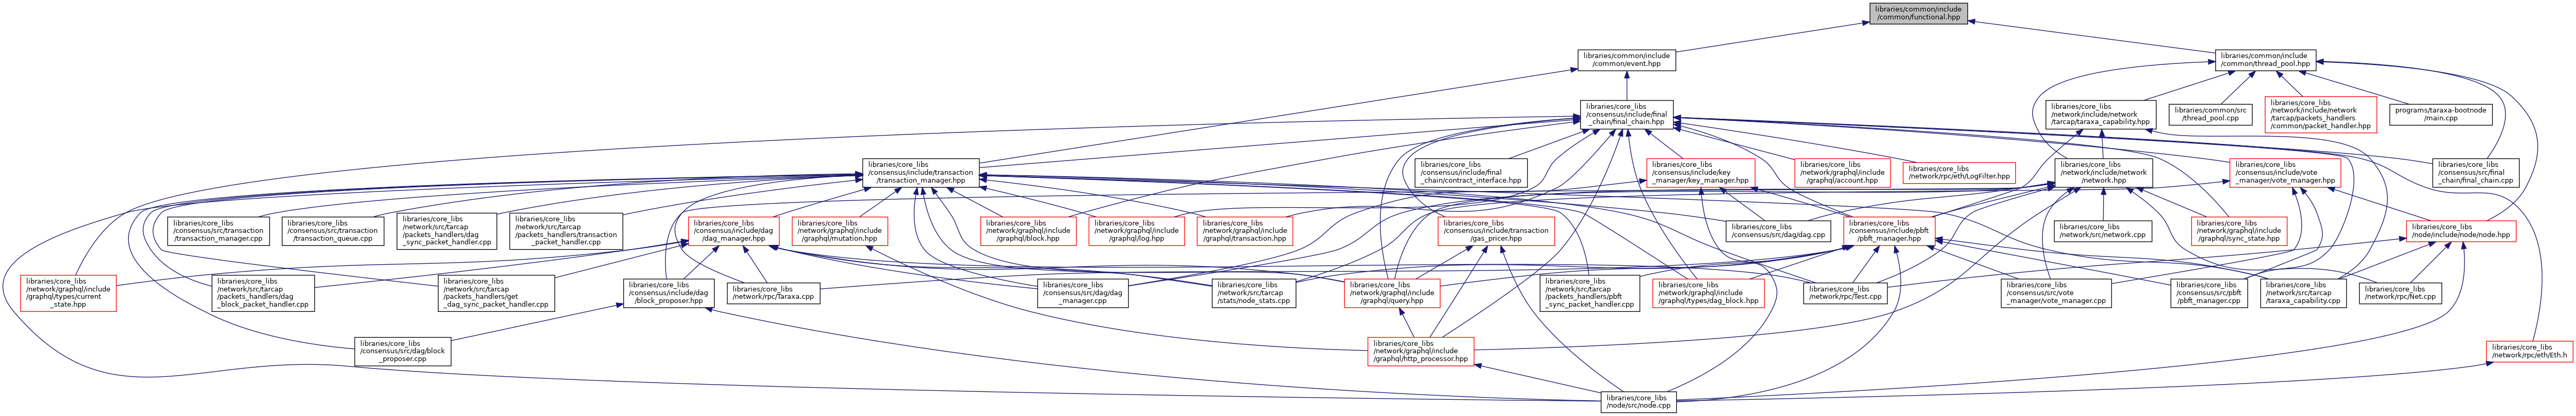 libraries/common/include
/common/functional.hpp
libraries/common/include
/common/event.hpp
libraries/common/include
/common/thread_pool.hpp
libraries/core_libs
/consensus/include/final
_chain/final_chain.hpp
libraries/core_libs
/network/include/network
/tarcap/taraxa_capability.hpp
libraries/common/src
/thread_pool.cpp
libraries/core_libs
/network/include/network
/tarcap/packets_handlers
/common/packet_handler.hpp
programs/taraxa-bootnode
/main.cpp
libraries/core_libs
/consensus/include/transaction
/transaction_manager.hpp
libraries/core_libs
/consensus/include/final
_chain/contract_interface.hpp
libraries/core_libs
/consensus/include/key
_manager/key_manager.hpp
libraries/core_libs
/network/graphql/include
/graphql/account.hpp
libraries/core_libs
/network/rpc/eth/LogFilter.hpp
libraries/core_libs
/network/include/network
/network.hpp
libraries/core_libs
/consensus/include/vote
_manager/vote_manager.hpp
libraries/core_libs
/consensus/src/final
_chain/final_chain.cpp
libraries/core_libs
/consensus/src/transaction
/transaction_manager.cpp
libraries/core_libs
/consensus/src/transaction
/transaction_queue.cpp
libraries/core_libs
/network/src/tarcap
/packets_handlers/dag
_sync_packet_handler.cpp
libraries/core_libs
/network/src/tarcap
/packets_handlers/transaction
_packet_handler.cpp
libraries/core_libs
/consensus/include/dag
/dag_manager.hpp
libraries/core_libs
/network/graphql/include
/graphql/mutation.hpp
libraries/core_libs
/network/graphql/include
/graphql/block.hpp
libraries/core_libs
/network/graphql/include
/graphql/log.hpp
libraries/core_libs
/network/graphql/include
/graphql/transaction.hpp
libraries/core_libs
/consensus/include/transaction
/gas_pricer.hpp
libraries/core_libs
/consensus/src/dag/dag.cpp
libraries/core_libs
/consensus/include/pbft
/pbft_manager.hpp
libraries/core_libs
/network/src/network.cpp
libraries/core_libs
/network/graphql/include
/graphql/sync_state.hpp
libraries/core_libs
/node/include/node/node.hpp
libraries/core_libs
/network/graphql/include
/graphql/types/current
_state.hpp
libraries/core_libs
/network/src/tarcap
/packets_handlers/dag
_block_packet_handler.cpp
libraries/core_libs
/network/src/tarcap
/packets_handlers/get
_dag_sync_packet_handler.cpp
libraries/core_libs
/consensus/include/dag
/block_proposer.hpp
libraries/core_libs
/network/rpc/Taraxa.cpp
libraries/core_libs
/consensus/src/dag/dag
_manager.cpp
libraries/core_libs
/network/src/tarcap
/stats/node_stats.cpp
libraries/core_libs
/network/graphql/include
/graphql/query.hpp
libraries/core_libs
/network/src/tarcap
/packets_handlers/pbft
_sync_packet_handler.cpp
libraries/core_libs
/network/graphql/include
/graphql/types/dag_block.hpp
libraries/core_libs
/network/rpc/Test.cpp
libraries/core_libs
/consensus/src/vote
_manager/vote_manager.cpp
libraries/core_libs
/consensus/src/pbft
/pbft_manager.cpp
libraries/core_libs
/network/src/tarcap
/taraxa_capability.cpp
libraries/core_libs
/network/rpc/Net.cpp
libraries/core_libs
/consensus/src/dag/block
_proposer.cpp
libraries/core_libs
/network/graphql/include
/graphql/http_processor.hpp
libraries/core_libs
/network/rpc/eth/Eth.h
libraries/core_libs
/node/src/node.cpp